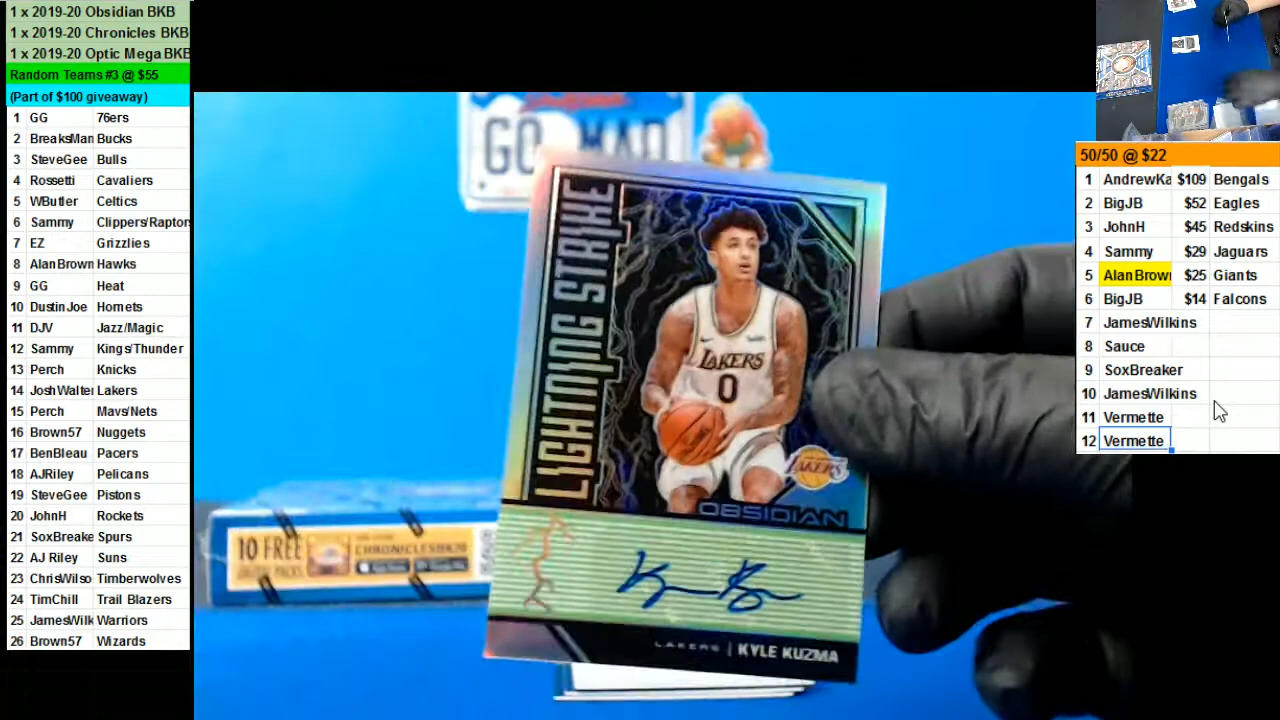 1 x 2019-20 Obsidian BKB
1 x 2019-20 Chronicles BKB
1 x 2019-20 Optic Mega BKB
Random Teams #3 @ $55
(Part of $100 giveaway)
1 GG 76ers
2 BreaksMan Bucks
3 SteveGee Bulls
4 Rossetti Cavaliers
5 WButler Celtics
6 Sammy Clippers/Raptors
7 EZ Grizzlies
8 AlanBrown Hawks
9 GG Heat
10 DustinJoe Hornets
11 DJV Jazz/Magic
12 Sammy Kings/Thunder
13 Perch Knicks
14 JoshWalter Lakers
15 Perch Mavs/Nets
16 Brown57 Nuggets
17 BenBleau Pacers
18 AJRiley Pelicans
19 SteveGee Pistons
20 JohnH Rockets
21 SoxBreake Spurs
22 AJ Riley Suns
23 ChrisWilso Timberwolves
24 TimChill Trail Blazers
25 JamesWilk Warriors
26 Brown57 Wizards
GO MAD
LIGHTNING STRIKE
LAKERS
0
LAKERS
OBSIDIAN
LAKERS | KYLE KUZMA
10 FREE
CHRONICLESBK20
50/50 @ $22
1 AndrewKa $109 Bengals
2 BigJB $52 Eagles
3 JohnH $45 Redskins
4 Sammy $29 Jaguars
5 AlanBrown $25 Giants
6 BigJB $14 Falcons
7 JamesWilkins
8 Sauce
9 SoxBreaker
10 JamesWilkins
11 Vermette
12 Vermette